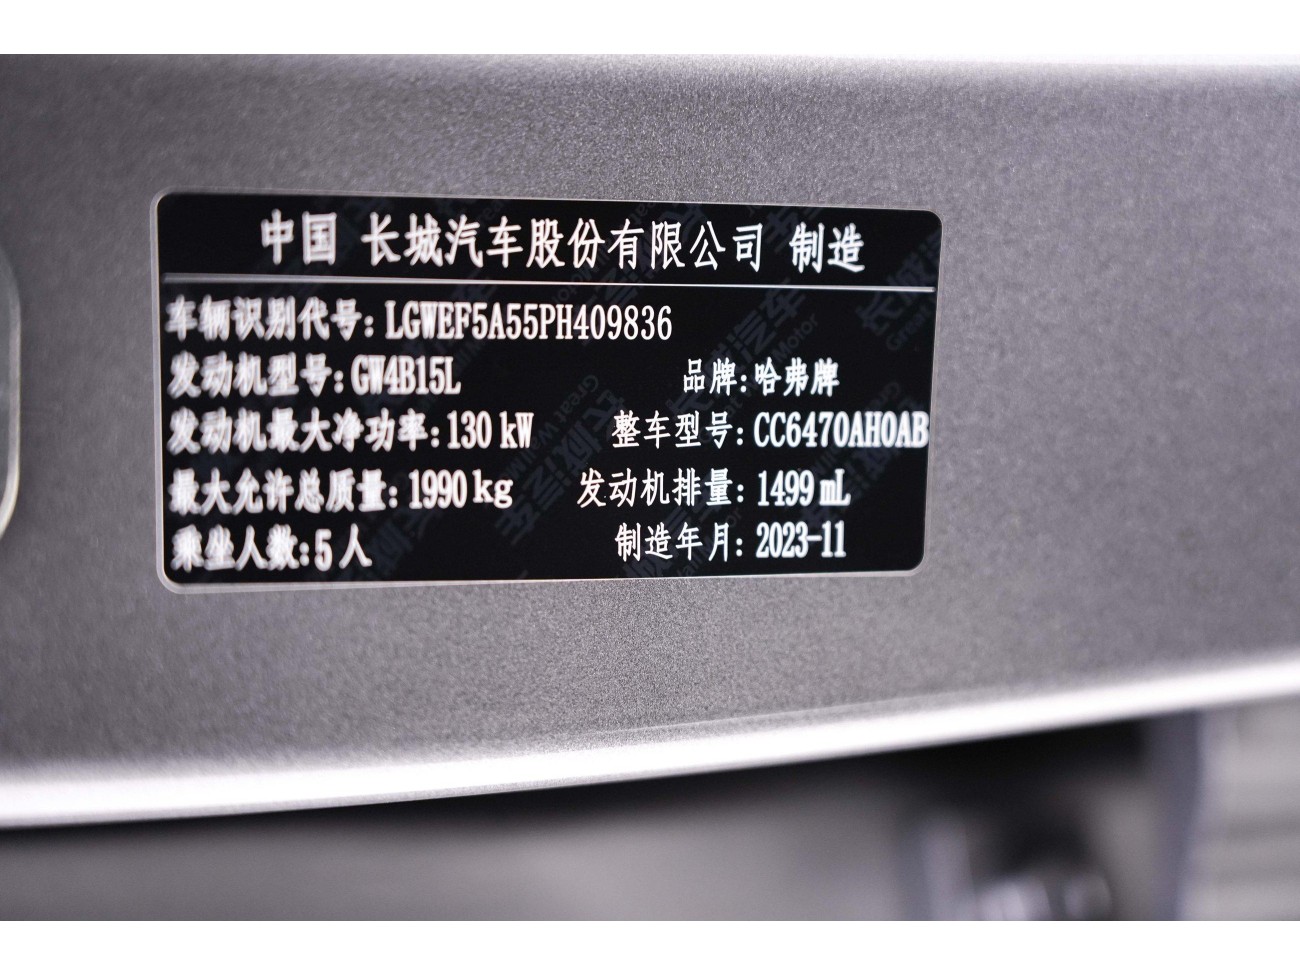 中国 长城汽车股份有限公司 制造
车辆识别代号: LGWEF5A55PH409836
发动机型号: GW4B15L 品牌: 哈弗牌
发动机最大净功率: 130 kW 整车型号: CC6470AH0AB
最大允许总质量: 1990 kg 发动机排量: 1499 mL
乘坐人数: 5 人 制造年月: 2023-11